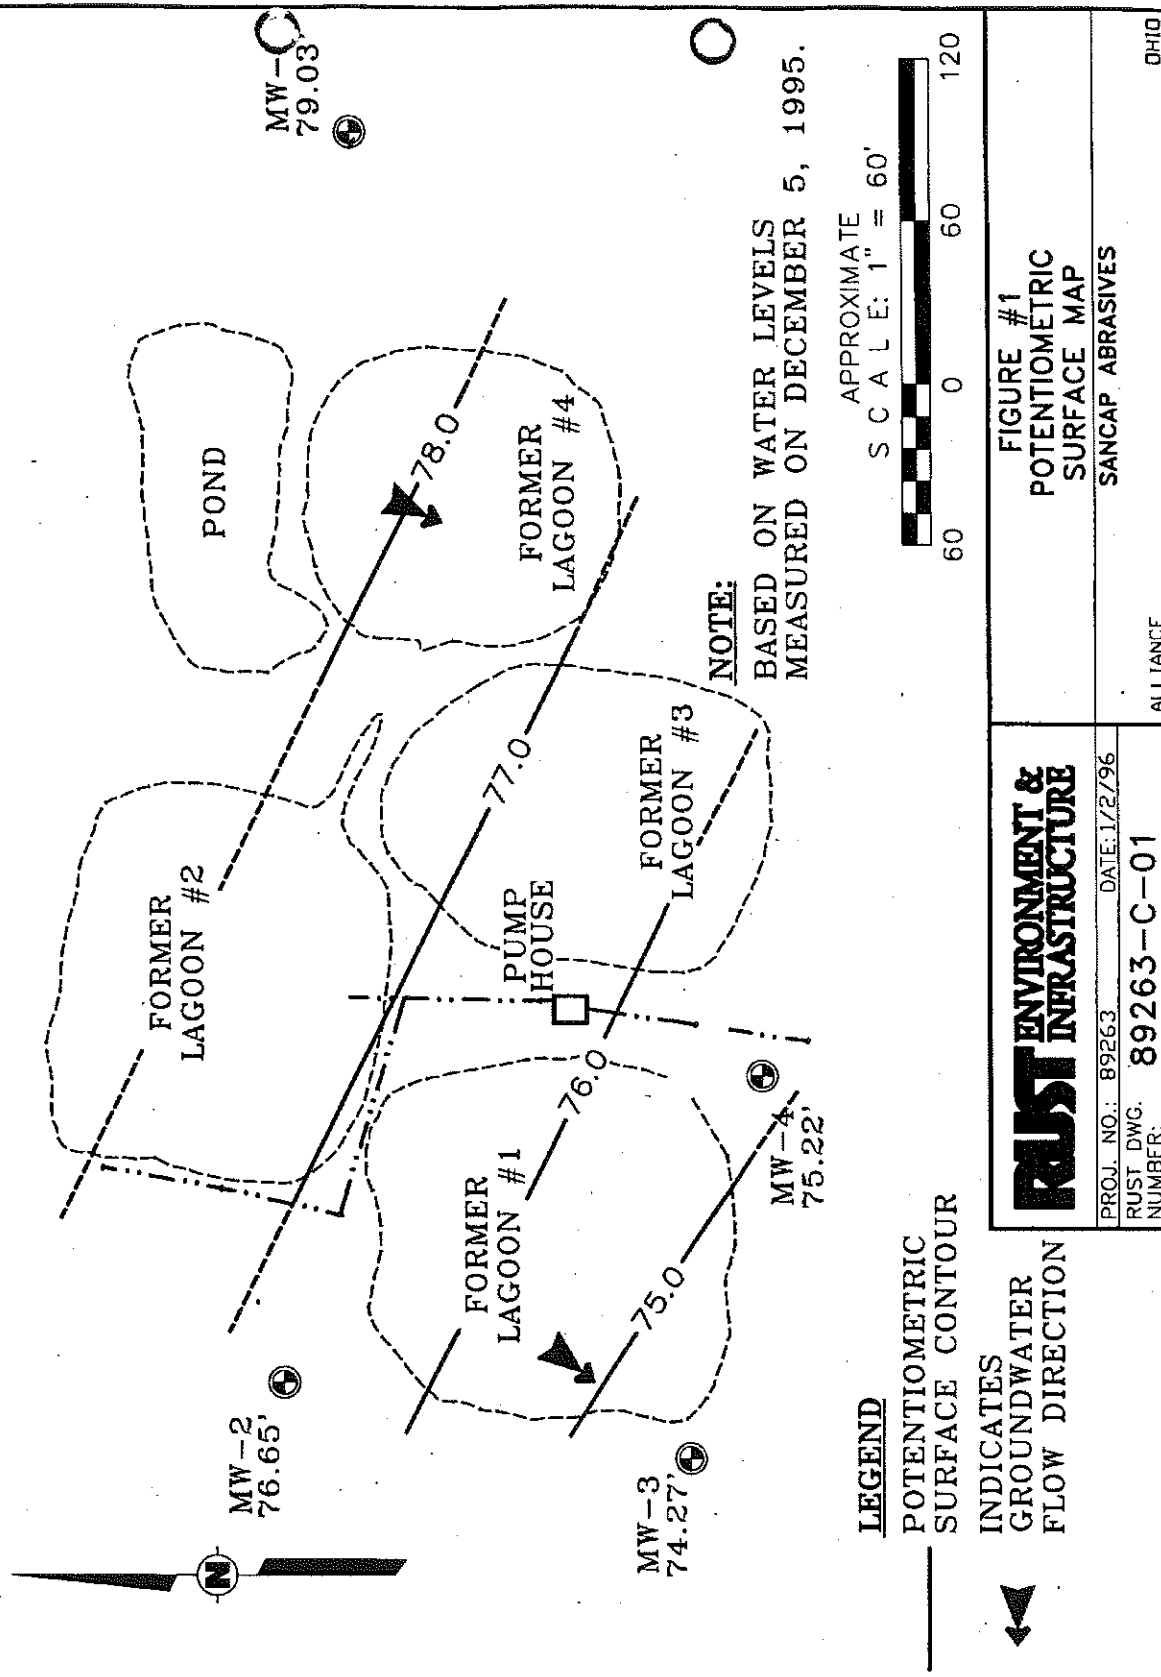 MW-
79.03
POND
FORMER
LAGOON #2
78.0
FORMER
LAGOON #4
77.0
FORMER
LAGOON #3
PUMP
HOUSE
76.0
FORMER
LAGOON #1
75.0
MW-2
76.65'
MW-3
74.27'
MW-4
75.22'
N
NOTE:
BASED ON WATER LEVELS
MEASURED ON DECEMBER 5, 1995.
APPROXIMATE
SCALE: 1" = 60'
60 0 60 120
LEGEND
POTENTIOMETRIC
SURFACE CONTOUR
INDICATES
GROUNDWATER
FLOW DIRECTION
RUST ENVIRONMENT &
INFRASTRUCTURE
PROJ. NO.: 89263 DATE: 1/2/96
RUST DWG.
NUMBER: 89263-C-01
FIGURE #1
POTENTIOMETRIC
SURFACE MAP
SANCAP ABRASIVES
ALLIANCE OHIO